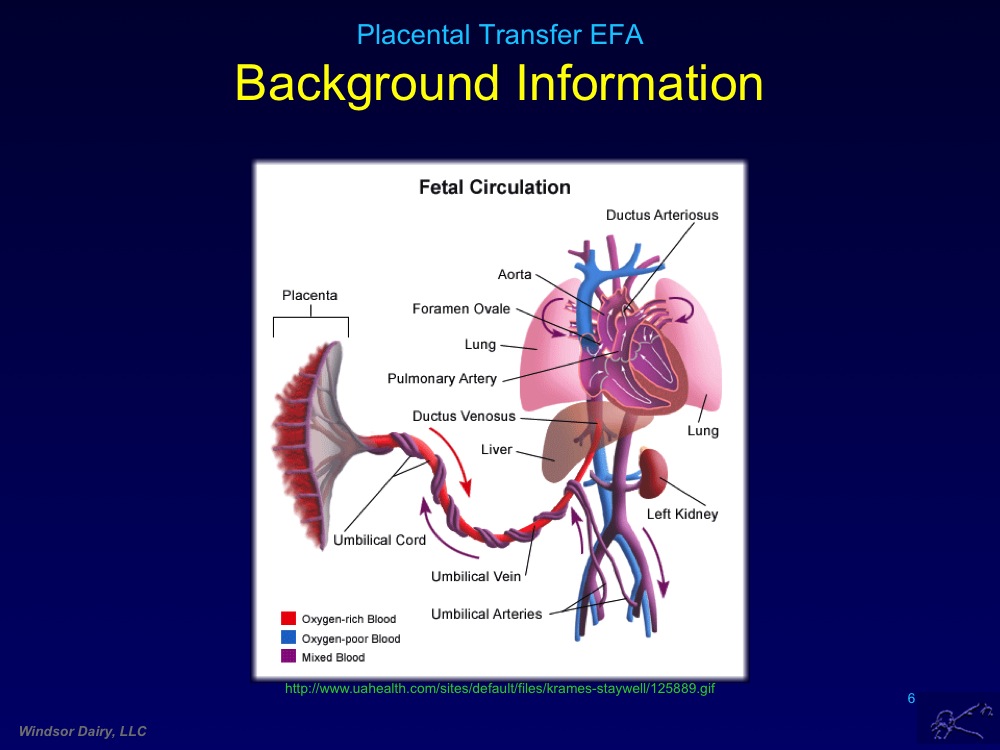 Placental Transfer EFA
Background Information
Fetal Circulation
Ductus Arteriosus
Aorta
Placenta
Foramen Ovale
Lung
Pulmonary Artery
Ductus Venosus
Lung
Liver
Left Kidney
Umbilical Cord
Umbilical Vein
Umbilical Arteries
Oxygen-rich Blood
Oxygen-poor Blood
Mixed Blood
http://www.uahealth.com/sites/default/files/krames-staywell/125889.gif
6
Windsor Dairy, LLC